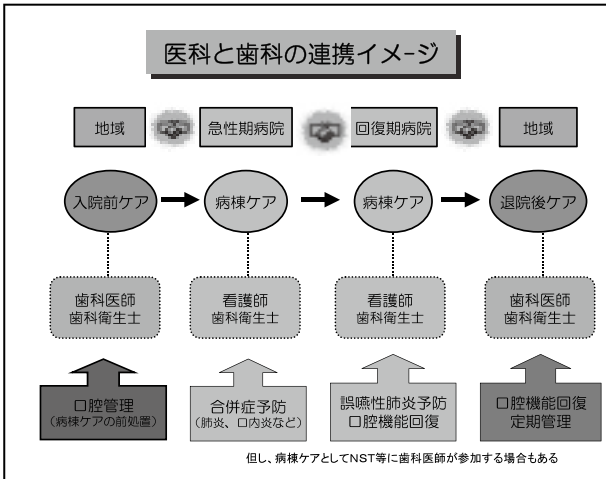 医科と歯科の連携イメージ
地域
急性期病院
回復期病院
地域
入院前ケア
病棟ケア
病棟ケア
退院後ケア
歯科医師
歯科衛生士
看護師
歯科衛生士
看護師
歯科衛生士
歯科医師
歯科衛生士
口腔管理
(病棟ケアの前処置)
合併症予防
(肺炎、口内炎など)
誤嚥性肺炎予防
口腔機能回復
口腔機能回復
定期管理
但し、病棟ケアとしてNST等に歯科医師が参加する場合もある